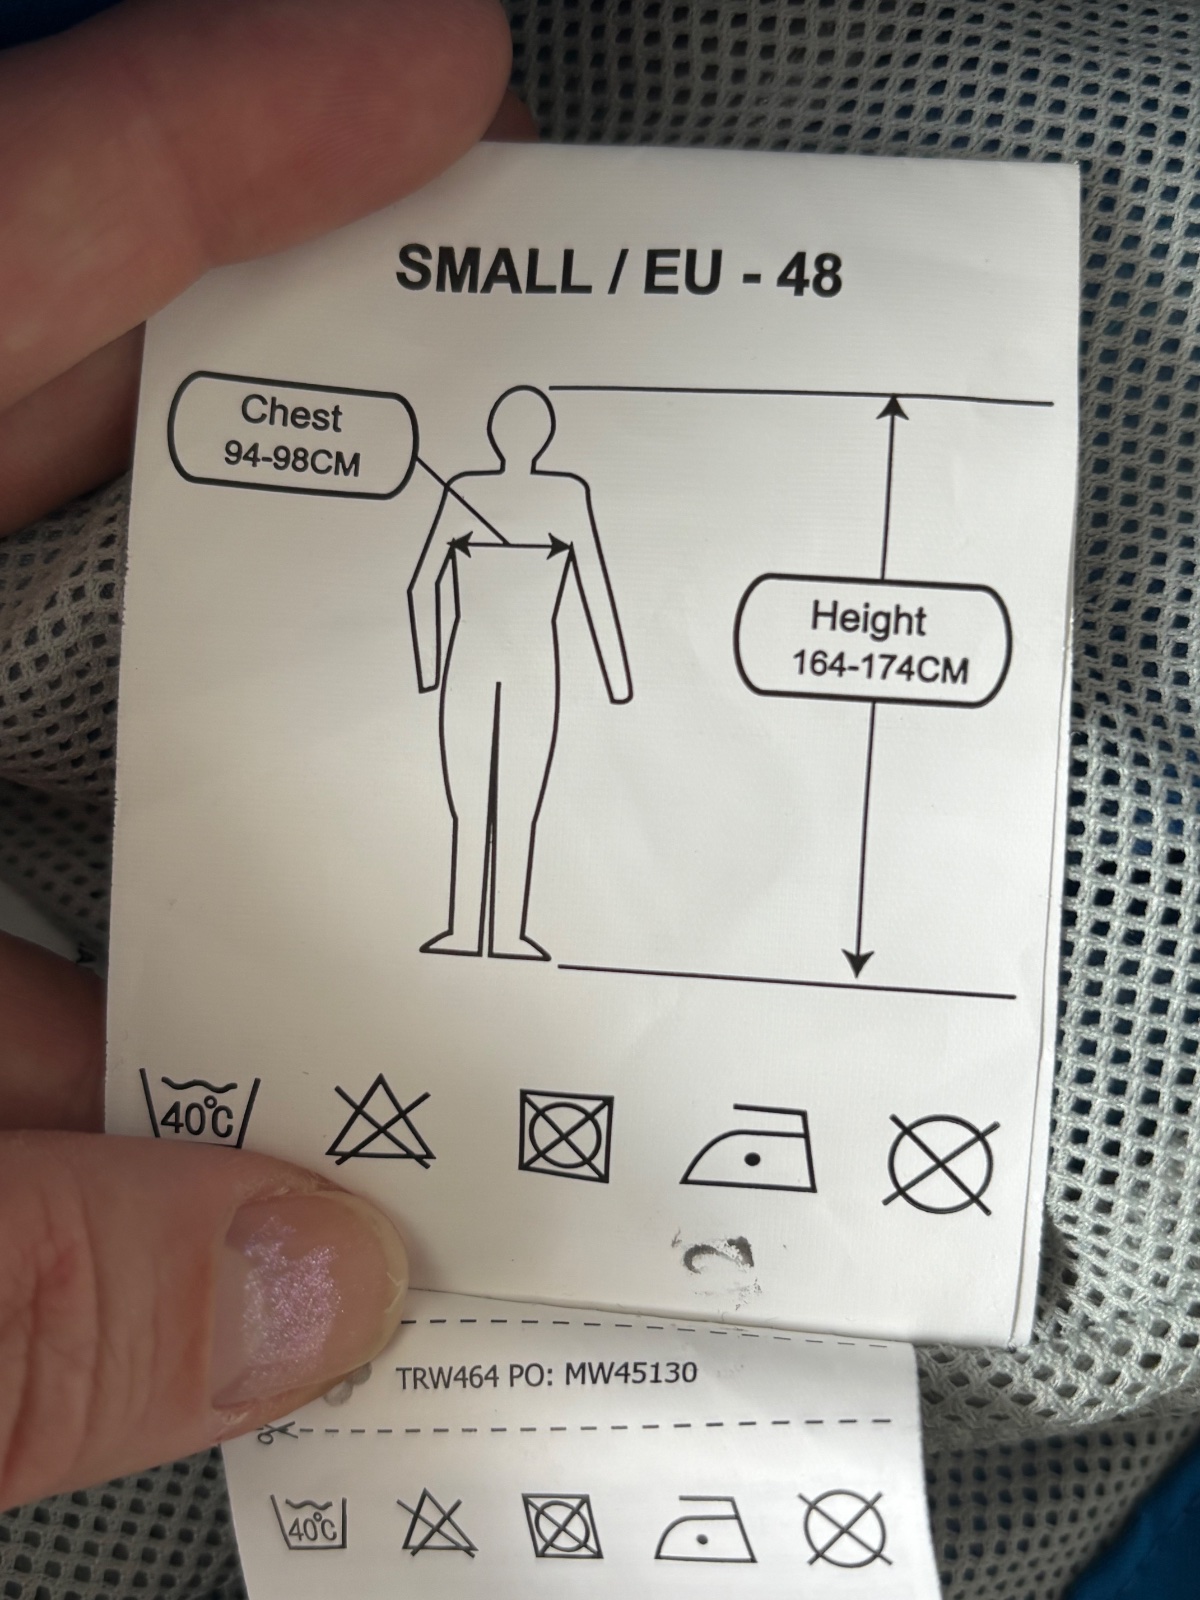 SMALL / EU - 48
Chest
94-98CM
Height
164-174CM
40°C
TRW464 PO: MW45130
40°C